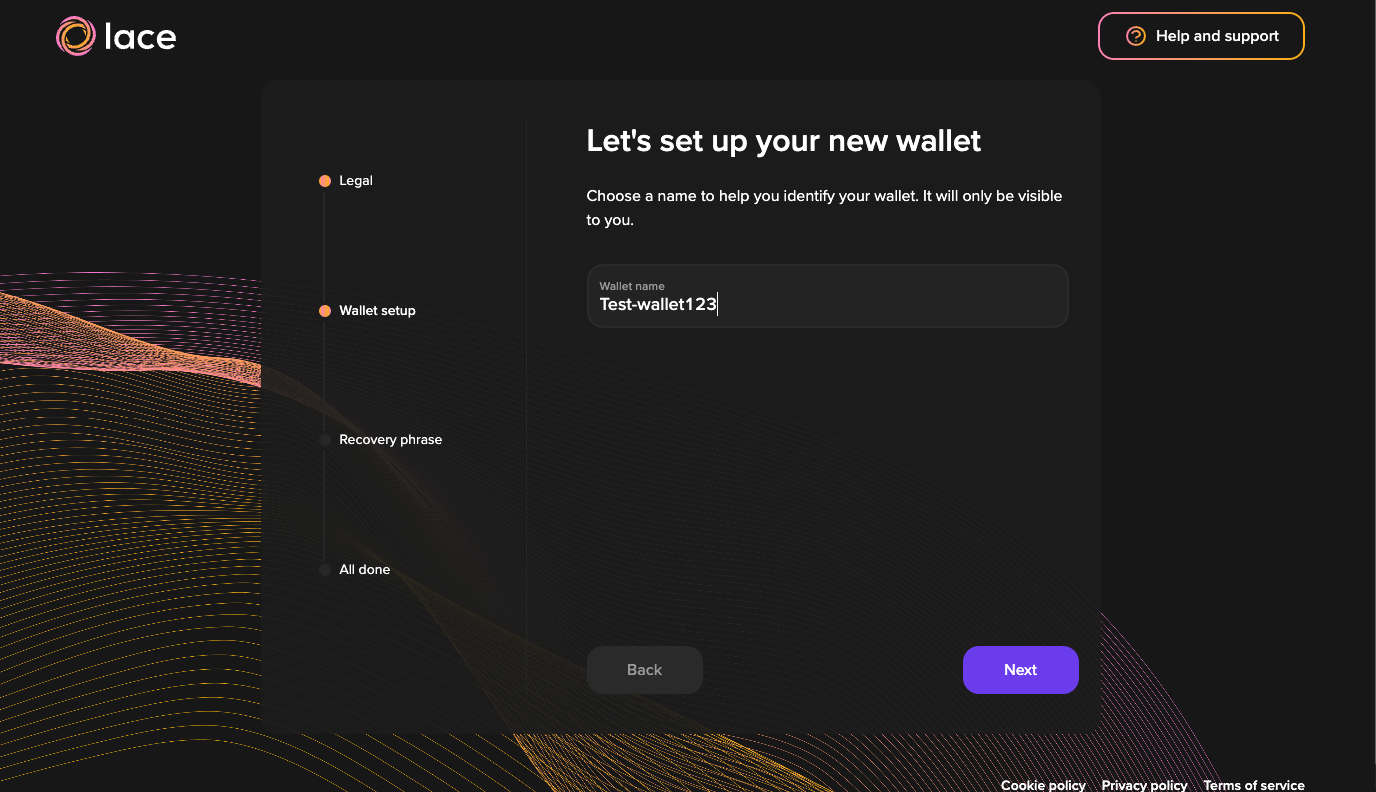 lace
Help and support
Let's set up your new wallet
Legal
Choose a name to help you identify your wallet. It will only be visible
to you.
Wallet name
Test-wallet123
Wallet setup
Recovery phrase
All done
Back
Next
Cookie policy Privacy policy Terms of service